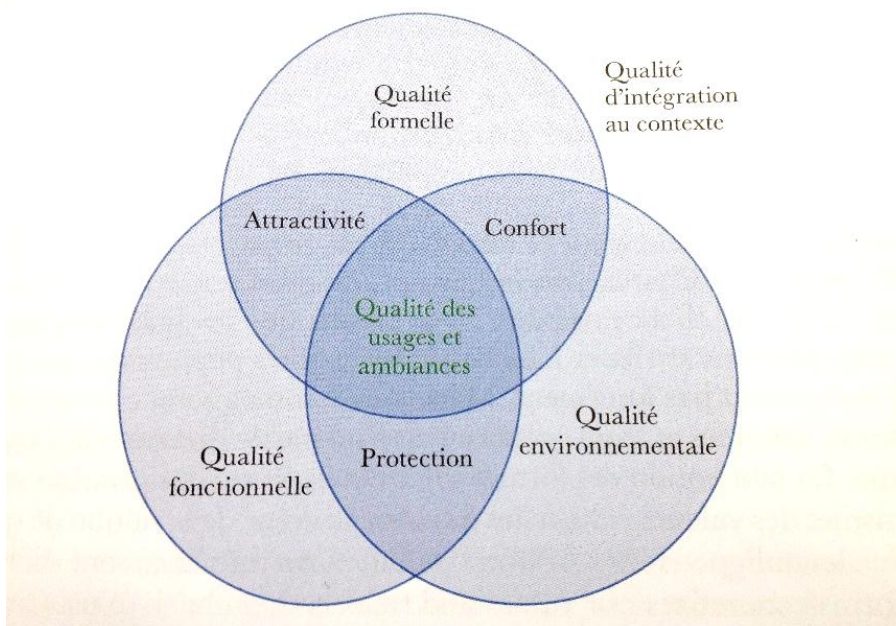 Qualité
formelle
Qualité
d'intégration
au contexte
Attractivité
Confort
Qualité des
usages et
ambiances
Qualité
fonctionnelle
Protection
Qualité
environnementale